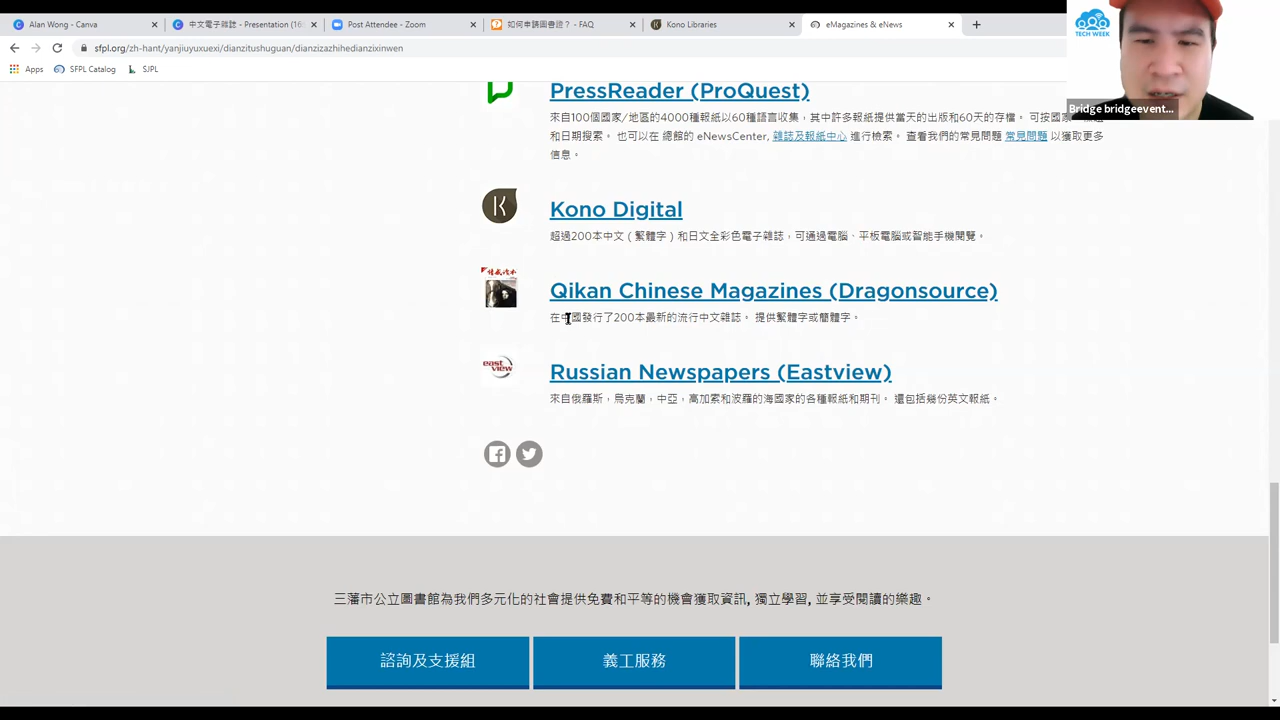 Alan Wong - Canva
中文電子雜誌 - Presentation (16:
Post Attendee - Zoom
如何申請圖書證？ - FAQ
Kono Libraries
eMagazines & eNews
sfpl.org/zh-hant/yanjiuyuxuexi/dianzitushuguan/dianzizazhihedianzixinwen
Apps
SFPL Catalog
SJPL
TECH WEEK
Bridge bridgeevent...
PressReader (ProQuest)
來自100個國家/地區的4000種報紙以60種語言收集，其中許多報紙提供當天的出版和60天的存檔。 可按國家
和日期搜索。 也可以在 總館的 eNewsCenter, 雜誌及報紙中心 進行檢索。 查看我們的常見問題 常見問題 以獲取更多
信息。
Kono Digital
超過200本中文（繁體字）和日文全彩色電子雜誌，可通過電腦、平板電腦或智能手機閱覽。
Qikan Chinese Magazines (Dragonsource)
在中國發行了200本最新的流行中文雜誌。 提供繁體字或簡體字。
east view
Russian Newspapers (Eastview)
來自俄羅斯，烏克蘭，中亞，高加索和波羅的海國家的各種報紙和期刊。 還包括幾份英文報紙。
三藩市公立圖書館為我們多元化的社會提供免費和平等的機會獲取資訊, 獨立學習, 並享受閱讀的樂趣。
諮詢及支援組
義工服務
聯絡我們